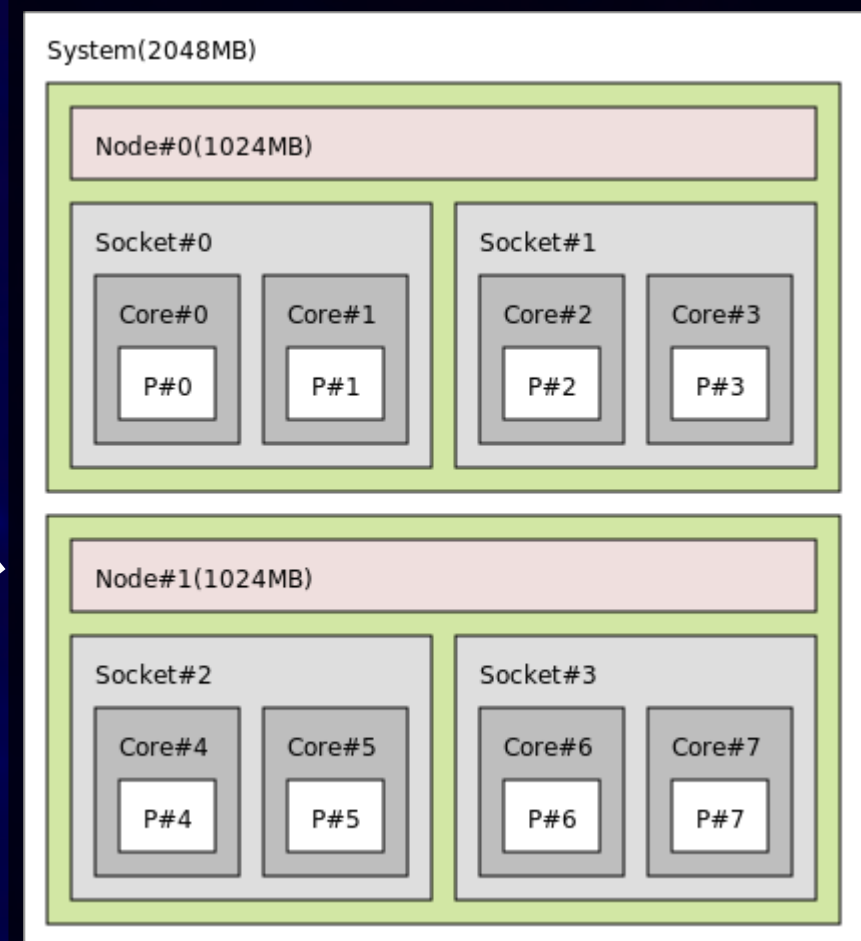 System(2048MB)
Node#0(1024MB)
Socket#0
Socket#1
Core#0
Core#1
Core#2
Core#3
P#0
P#1
P#2
P#3
Node#1(1024MB)
Socket#2
Socket#3
Core#4
Core#5
Core#6
Core#7
P#4
P#5
P#6
P#7